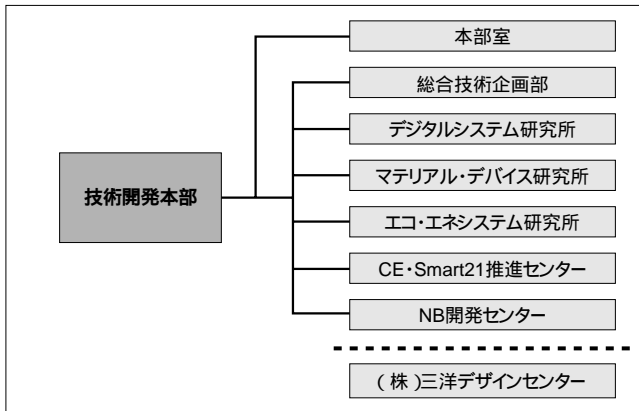 本部室
総合技術企画部
デジタルシステム研究所
技術開発本部
マテリアル・デバイス研究所
エコ・エネシステム研究所
CE・Smart21推進センター
NB開発センター
(株)三洋デザインセンター